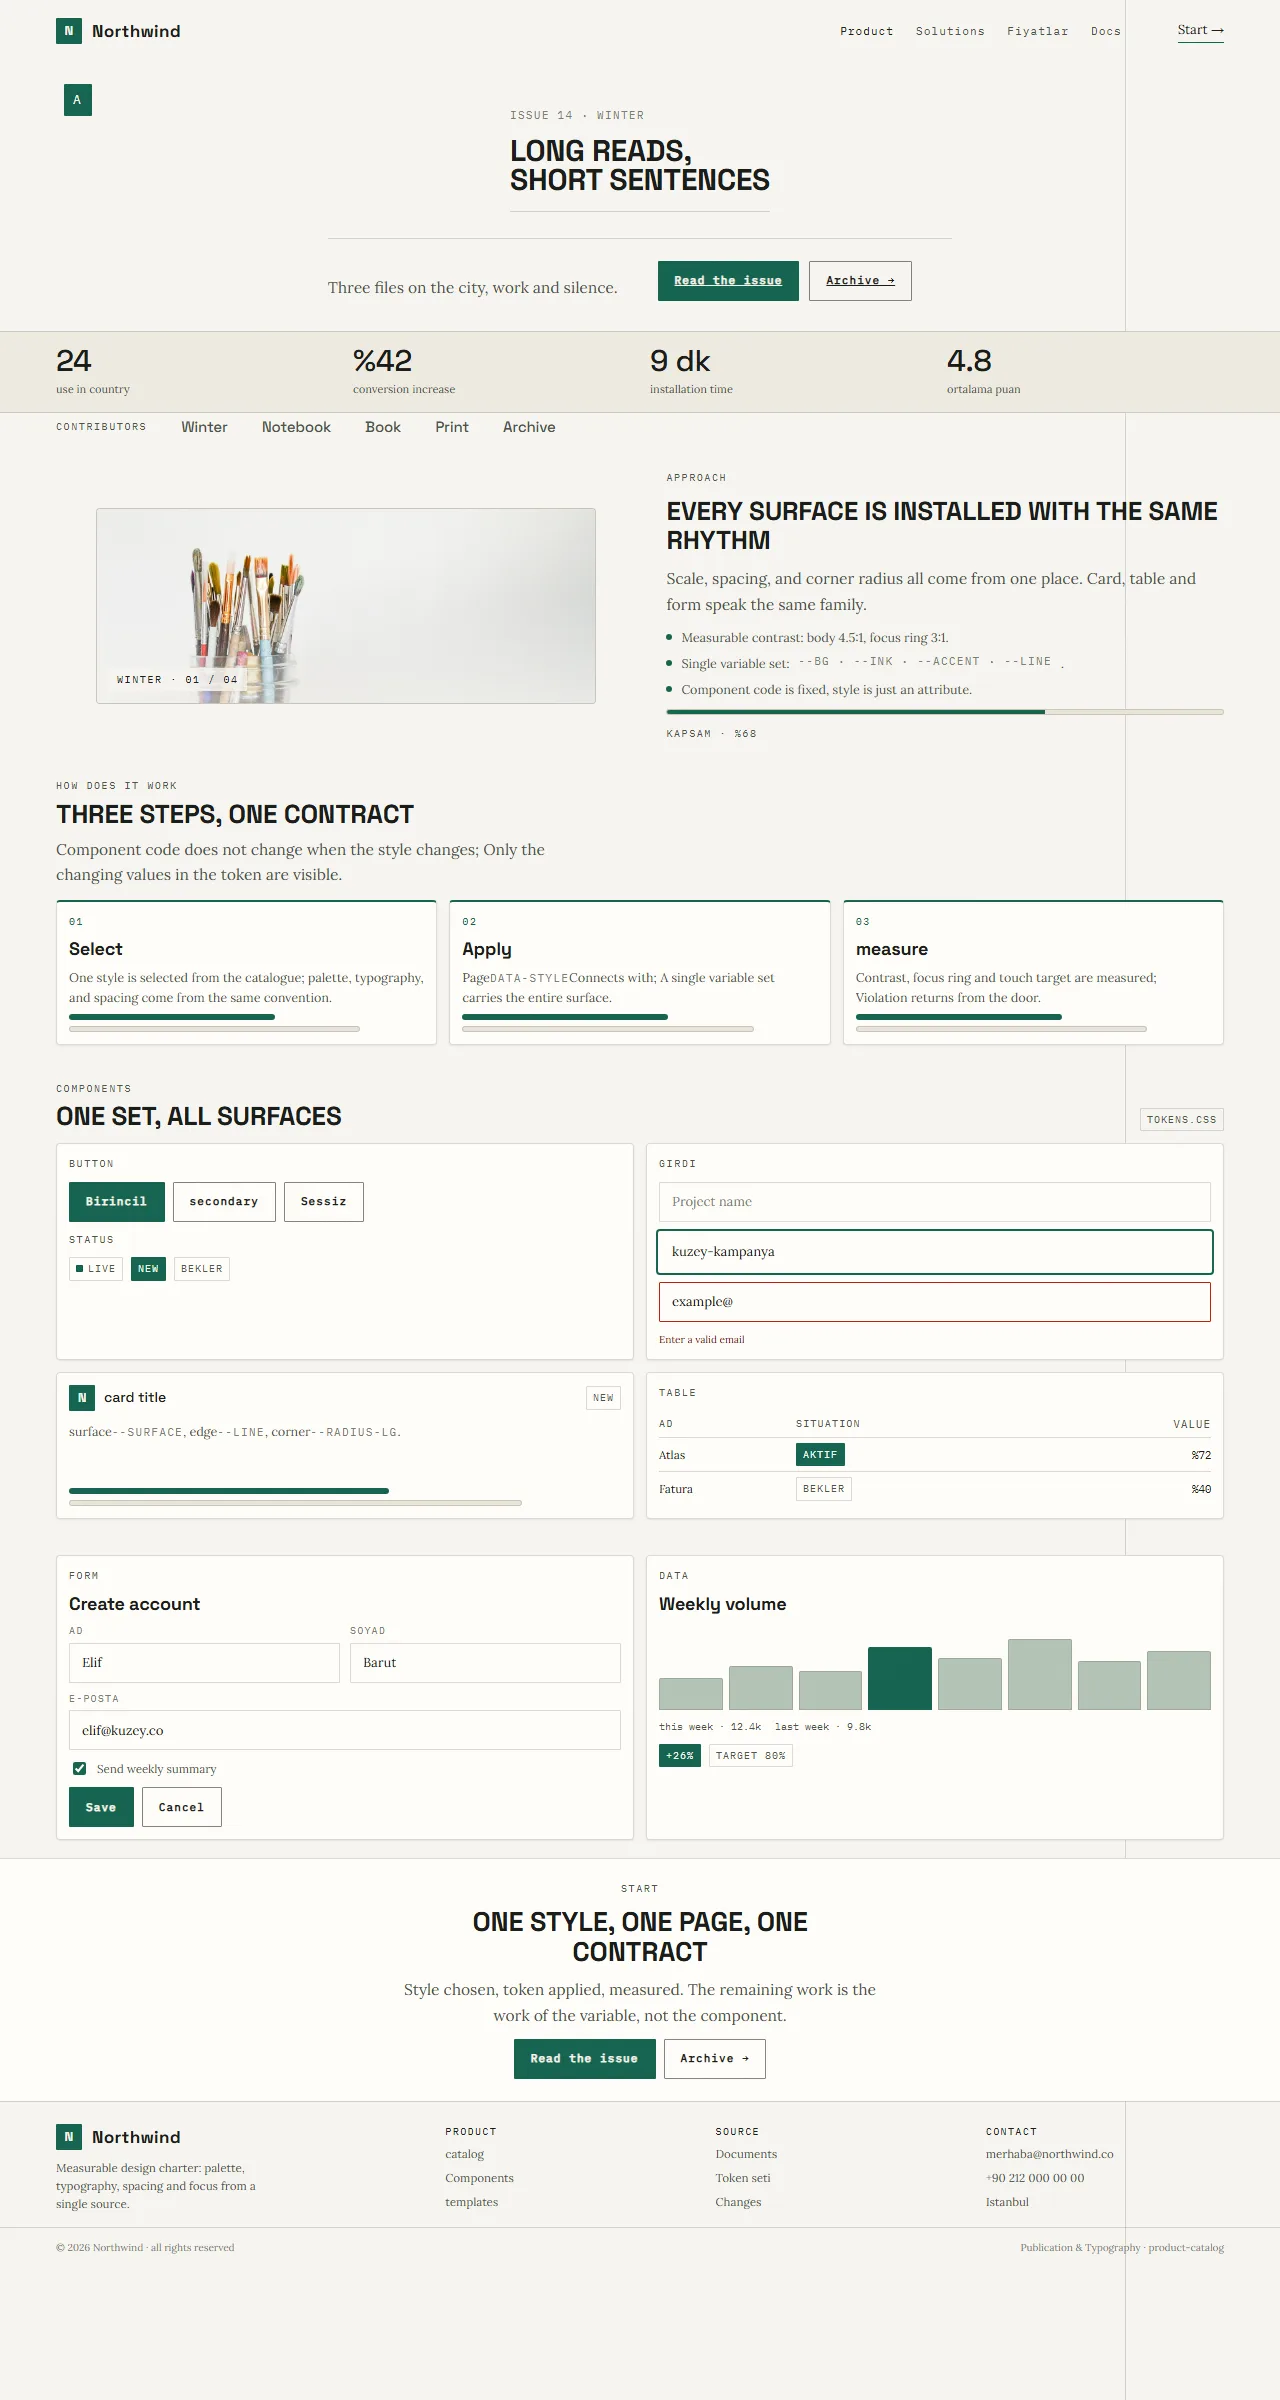 N Northwind
Product Solutions Fiyatlar Docs Start →
A
ISSUE 14 · WINTER
LONG READS,
SHORT SENTENCES
Three files on the city, work and silence.
Read the issue Archive →
24 %42 9 dk 4.8
use in country conversion increase installation time ortalama puan
CONTRIBUTORS Winter Notebook Book Print Archive
WINTER · 01 / 04
APPROACH
EVERY SURFACE IS INSTALLED WITH THE SAME
RHYTHM
Scale, spacing, and corner radius all come from one place. Card, table and
form speak the same family.
Measurable contrast: body 4.5:1, focus ring 3:1.
Single variable set: --BG · --INK · --ACCENT · --LINE .
Component code is fixed, style is just an attribute.
KAPSAM · %68
HOW DOES IT WORK
THREE STEPS, ONE CONTRACT
Component code does not change when the style changes; Only the
changing values in the token are visible.
01
Select
One style is selected from the catalogue; palette, typography,
and spacing come from the same convention.
02
Apply
PageDATA-STYLEConnects with; A single variable set
carries the entire surface.
03
measure
Contrast, focus ring and touch target are measured;
Violation returns from the door.
COMPONENTS
ONE SET, ALL SURFACES
TOKENS.CSS
BUTTON
Birincil secondary Sessiz
STATUS
LIVE NEW BEKLER
GIRDI
Project name
kuzey-kampanya
example@
Enter a valid email
N card title NEW
surface--SURFACE, edge--LINE, corner--RADIUS-LG.
TABLE
AD SITUATION VALUE
Atlas AKTIF %72
Fatura BEKLER %40
FORM
Create account
AD SOYAD
Elif Barut
E-POSTA
elif@kuzey.co
Send weekly summary
Save Cancel
DATA
Weekly volume
this week · 12.4k last week · 9.8k
+26% TARGET 80%
START
ONE STYLE, ONE PAGE, ONE
CONTRACT
Style chosen, token applied, measured. The remaining work is the
work of the variable, not the component.
Read the issue Archive →
N Northwind
Measurable design charter: palette,
typography, spacing and focus from a
single source.
PRODUCT
catalog
Components
templates
SOURCE
Documents
Token seti
Changes
CONTACT
merhaba@northwind.co
+90 212 000 00 00
Istanbul
© 2026 Northwind · all rights reserved
Publication & Typography · product-catalog